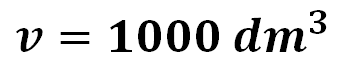 v = 1000 dm³